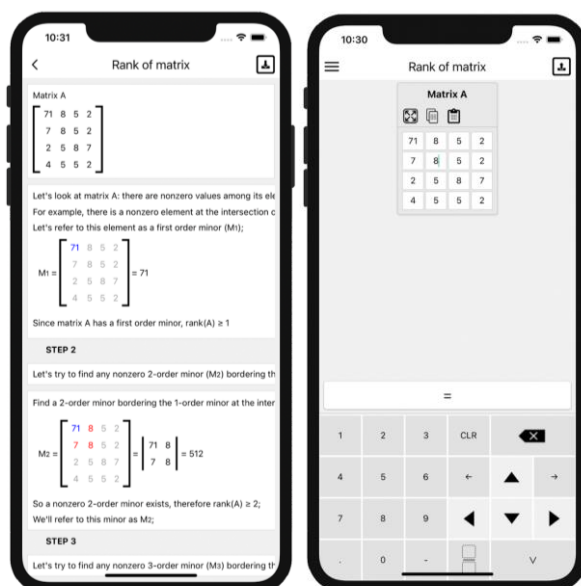 10:31
Rank of matrix
Matrix A
71 8 5 2
7 8 5 2
2 5 8 7
4 5 5 2
Let's look at matrix A: there are nonzero values among its ele
For example, there is a nonzero element at the intersection o
Let's refer to this element as a first order minor (M1);
71 8 5 2
7 8 5 2
M1 = = 71
2 5 8 7
4 5 5 2
Since matrix A has a first order minor, rank(A) ≥ 1
STEP 2
Let's try to find any nonzero 2-order minor (M2) bordering th
Find a 2-order minor bordering the 1-order minor at the inter
71 8 5 2
7 8 5 2 71 8
M2 = = = 512
2 5 8 7 7 8
4 5 5 2
So a nonzero 2-order minor exists, therefore rank(A) ≥ 2;
We'll refer to this minor as M2;
STEP 3
Let's try to find any nonzero 3-order minor (M3) bordering th
10:30
Rank of matrix
Matrix A
71 8 5 2
7 8 5 2
2 5 8 7
4 5 5 2
=
1 2 3 CLR
4 5 6 ← →
7 8 9
. 0 - V